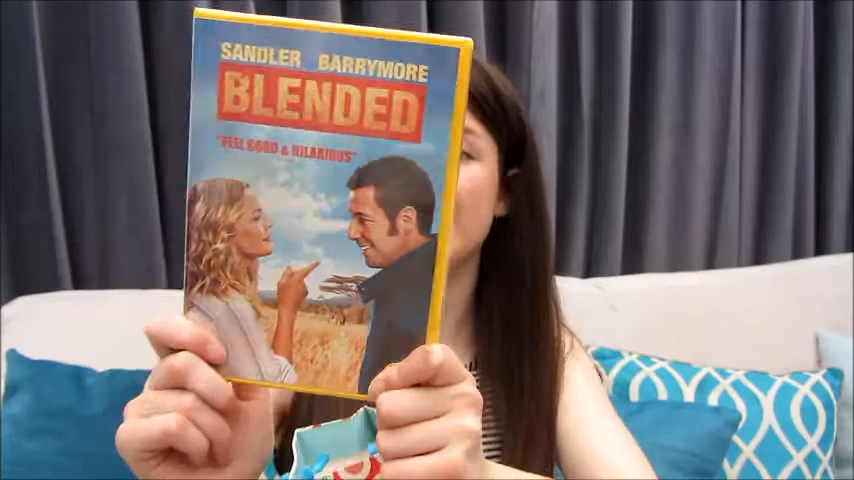 SANDLER BARRYMORE
BLENDED
"FEEL GOOD & HILARIOUS"